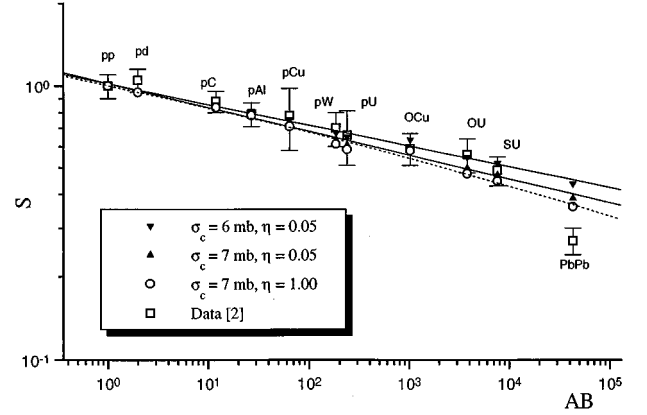 pp
pd
pC
pAl
pCu
pW
pU
OCu
OU
SU
PbPb
10⁰
S
σc = 6 mb, η = 0.05
σc = 7 mb, η = 0.05
σc = 7 mb, η = 1.00
Data [2]
10⁻¹
10⁰ 10¹ 10² 10³ 10⁴ 10⁵
AB